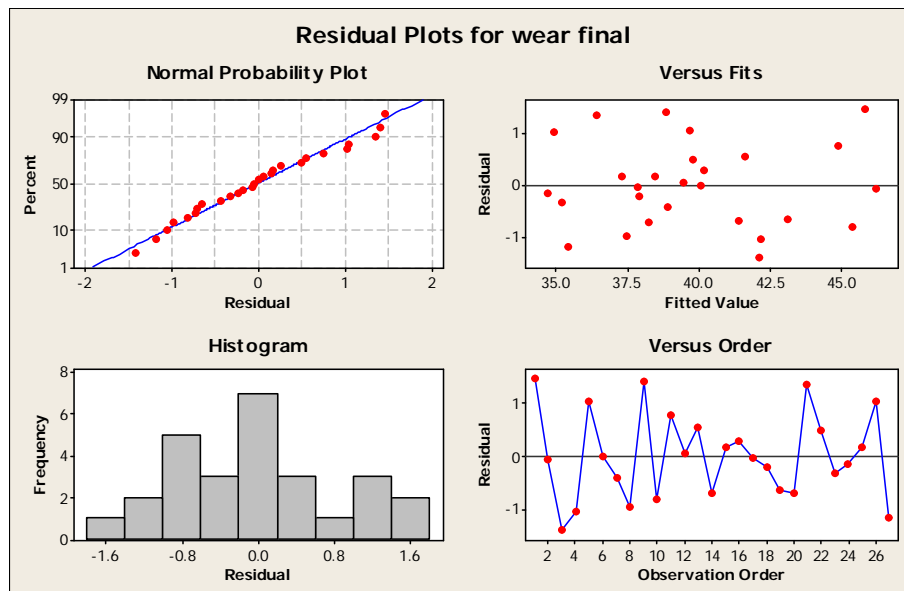 Residual Plots for wear final
Normal Probability Plot
99
90
50
10
1
Percent
-2 -1 0 1 2
Residual
Versus Fits
1
0
-1
Residual
35.0 37.5 40.0 42.5 45.0
Fitted Value
Histogram
8
6
4
2
0
Frequency
-1.6 -0.8 0.0 0.8 1.6
Residual
Versus Order
1
0
-1
Residual
2 4 6 8 10 12 14 16 18 20 22 24 26
Observation Order